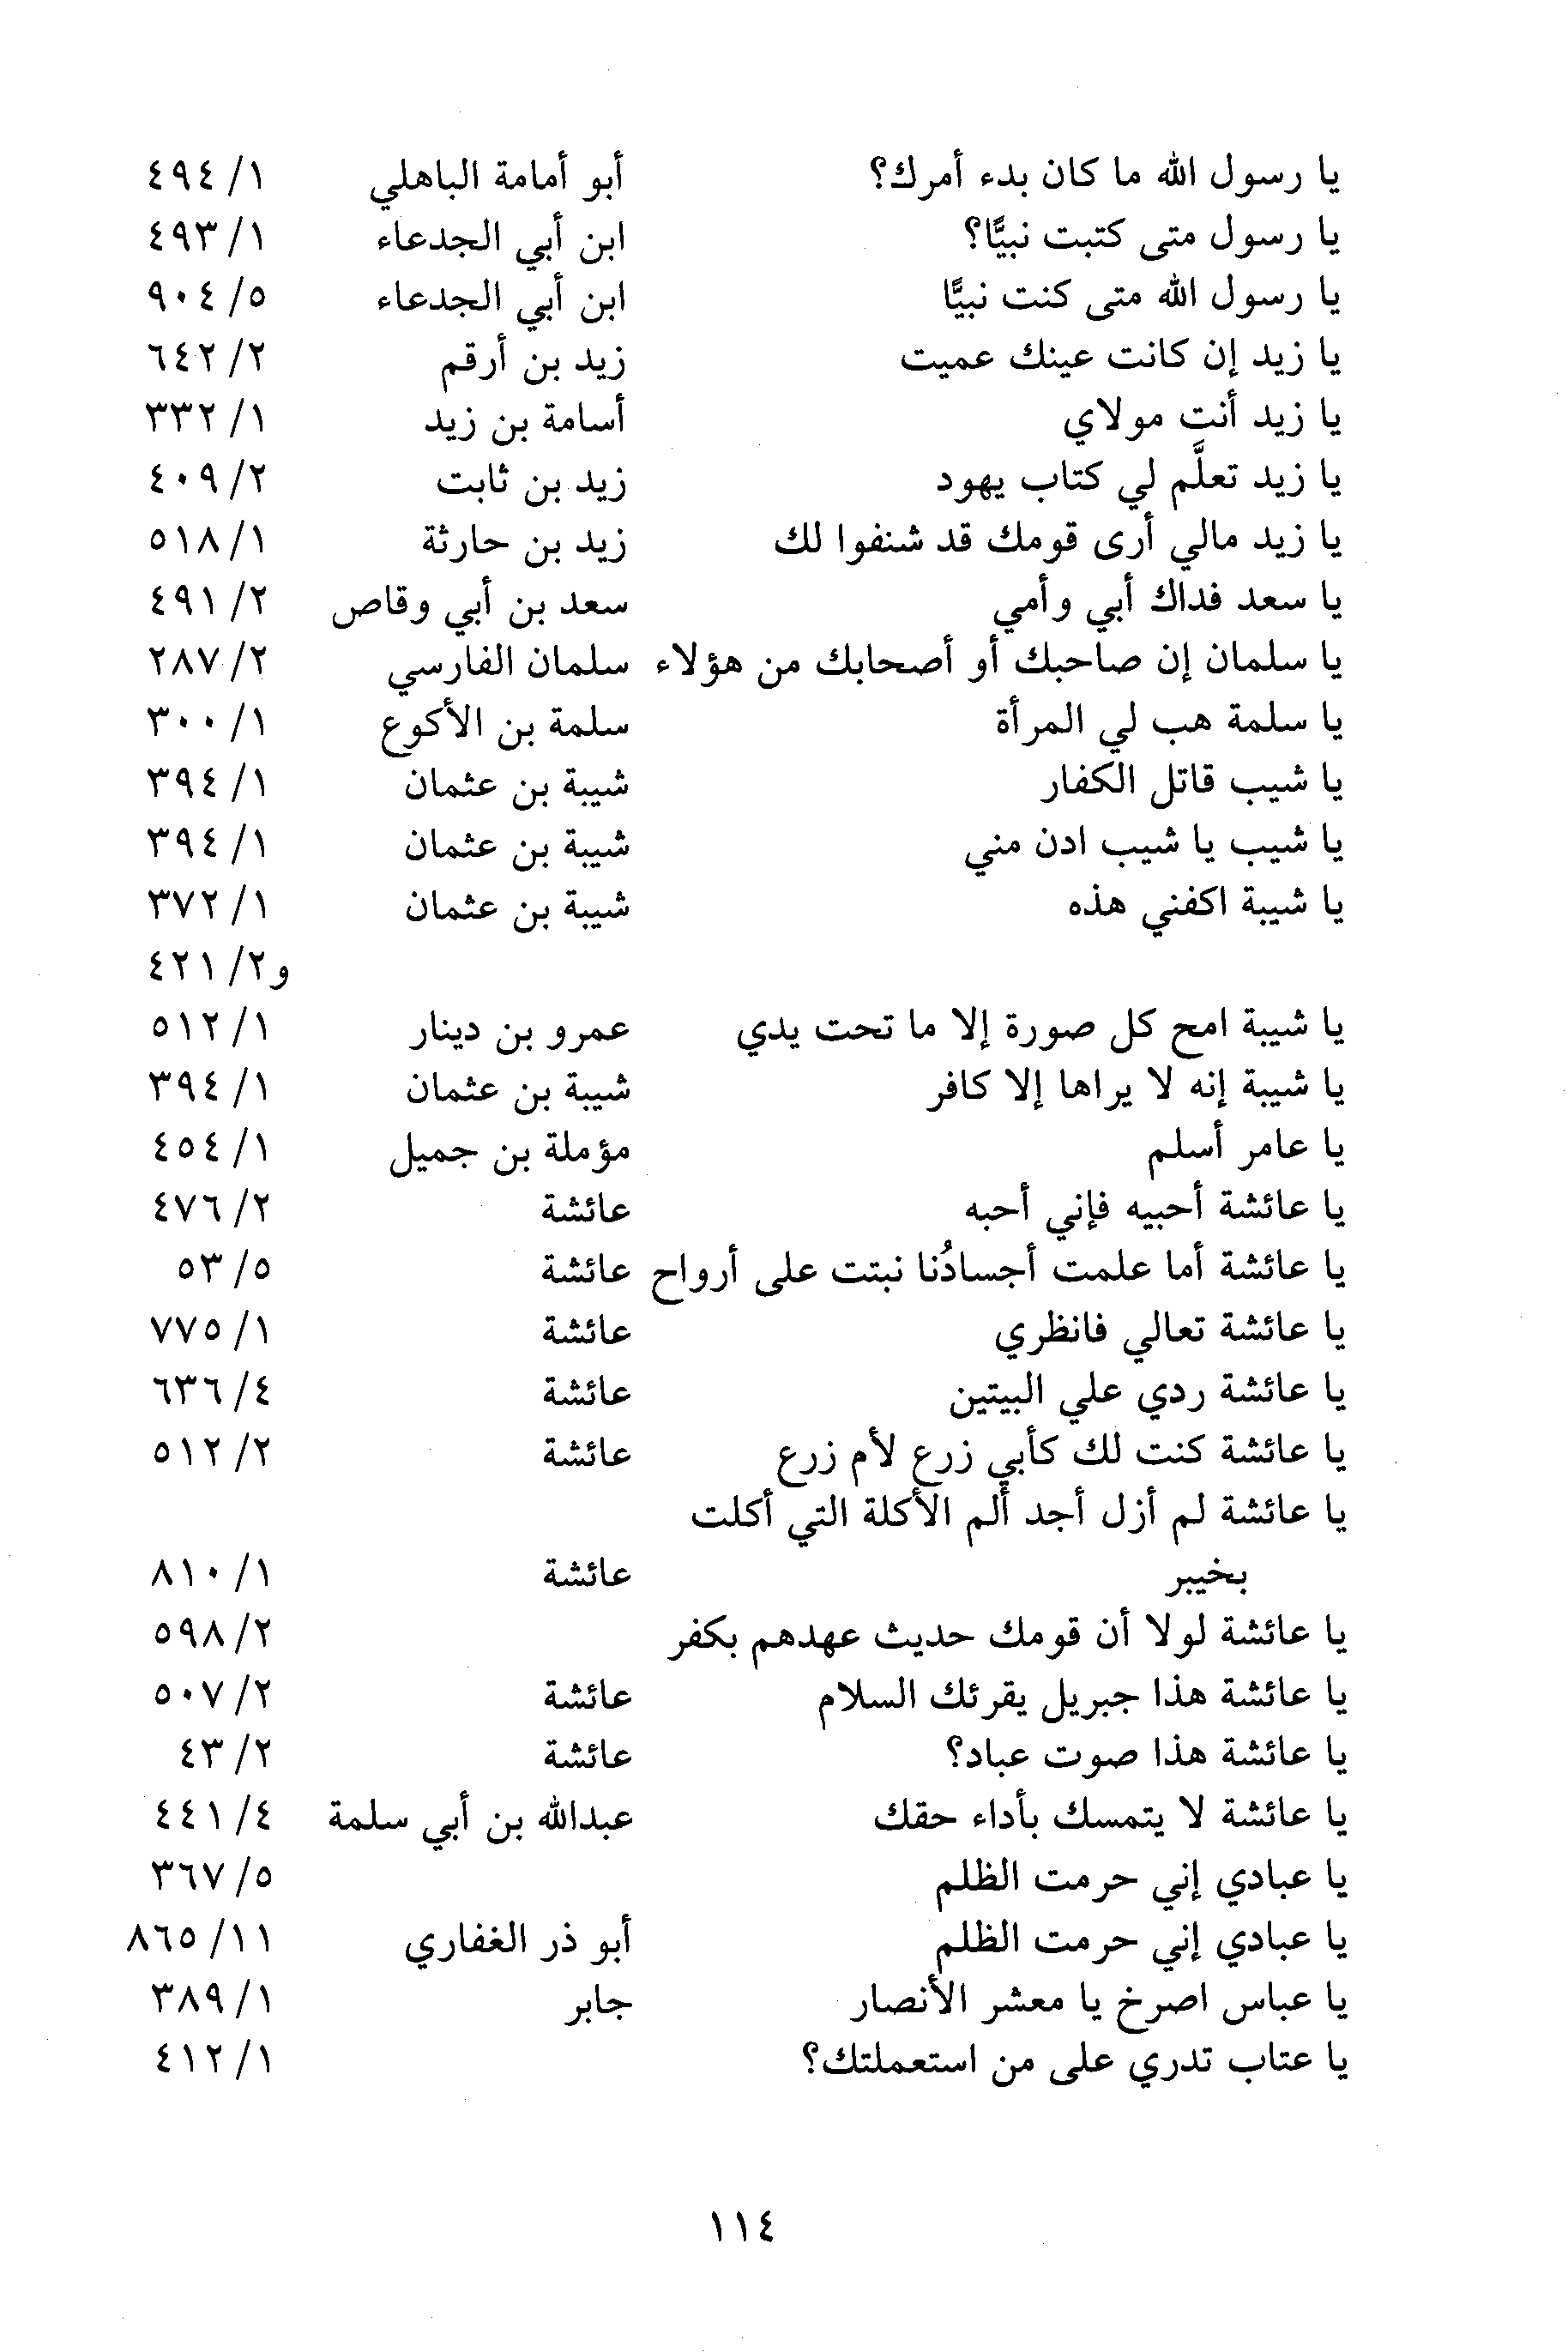 يا رسول الله ما كان بدء أمرك؟ أبو أمامة الباهلي ١/ ٤٩٤
يا رسول متى كتبت نبيًّا؟ ابن أبي الجدعاء ١/ ٤٩٣
يا رسول الله متى كنت نبيًّا ابن أبي الجدعاء ٥/ ٩٠٤
يا زيد إن كانت عينك عميت زيد بن أرقم ٢/ ٦٤٢
يا زيد أنت مولاي أسامة بن زيد ١/ ٣٣٢
يا زيد تعلَّم لي كتاب يهود زيد بن ثابت ٢/ ٤٠٩
يا زيد مالي أرى قومك قد شنفوا لك زيد بن حارثة ١/ ٥١٨
يا سعد فداك أبي وأمي سعد بن أبي وقاص ٢/ ٤٩١
يا سلمان إن صاحبك أو أصحابك من هؤلاء سلمان الفارسي ٢/ ٢٨٧
يا سلمة هب لي المرأة سلمة بن الأكوع ١/ ٣٠٠
يا شيب قاتل الكفار شيبة بن عثمان ١/ ٣٩٤
يا شيب يا شيب ادن مني شيبة بن عثمان ١/ ٣٩٤
يا شيبة اكفني هذه شيبة بن عثمان ١/ ٣٧٢
و٢/ ٤٢١
يا شيبة امح كل صورة إلا ما تحت يدي عمرو بن دينار ١/ ٥١٢
يا شيبة إنه لا يراها إلا كافر شيبة بن عثمان ١/ ٣٩٤
يا عامر أسلم مؤملة بن جميل ١/ ٤٥٤
يا عائشة أحبيه فإني أحبه عائشة ٢/ ٤٧٦
يا عائشة أما علمت أجسادُنا نبتت على أرواح عائشة ٥/ ٥٣
يا عائشة تعالي فانظري عائشة ١/ ٧٧٥
يا عائشة ردي علي البيتين عائشة ٤/ ٦٣٦
يا عائشة كنت لك كأبي زرع لأم زرع عائشة ٢/ ٥١٢
يا عائشة لم أزل أجد ألم الأكلة التي أكلت
بخيبر عائشة ١/ ٨١٠
يا عائشة لولا أن قومك حديث عهدهم بكفر ٢/ ٥٩٨
يا عائشة هذا جبريل يقرئك السلام عائشة ٢/ ٥٠٧
يا عائشة هذا صوت عباد؟ عائشة ٢/ ٤٣
يا عائشة لا يتمسك بأداء حقك عبدالله بن أبي سلمة ٤/ ٤٤١
يا عبادي إني حرمت الظلم ٥/ ٣٦٧
يا عبادي إني حرمت الظلم أبو ذر الغفاري ١١/ ٨٦٥
يا عباس اصرخ يا معشر الأنصار جابر ١/ ٣٨٩
يا عتاب تدري على من استعملتك؟ ١/ ٤١٢
١١٤